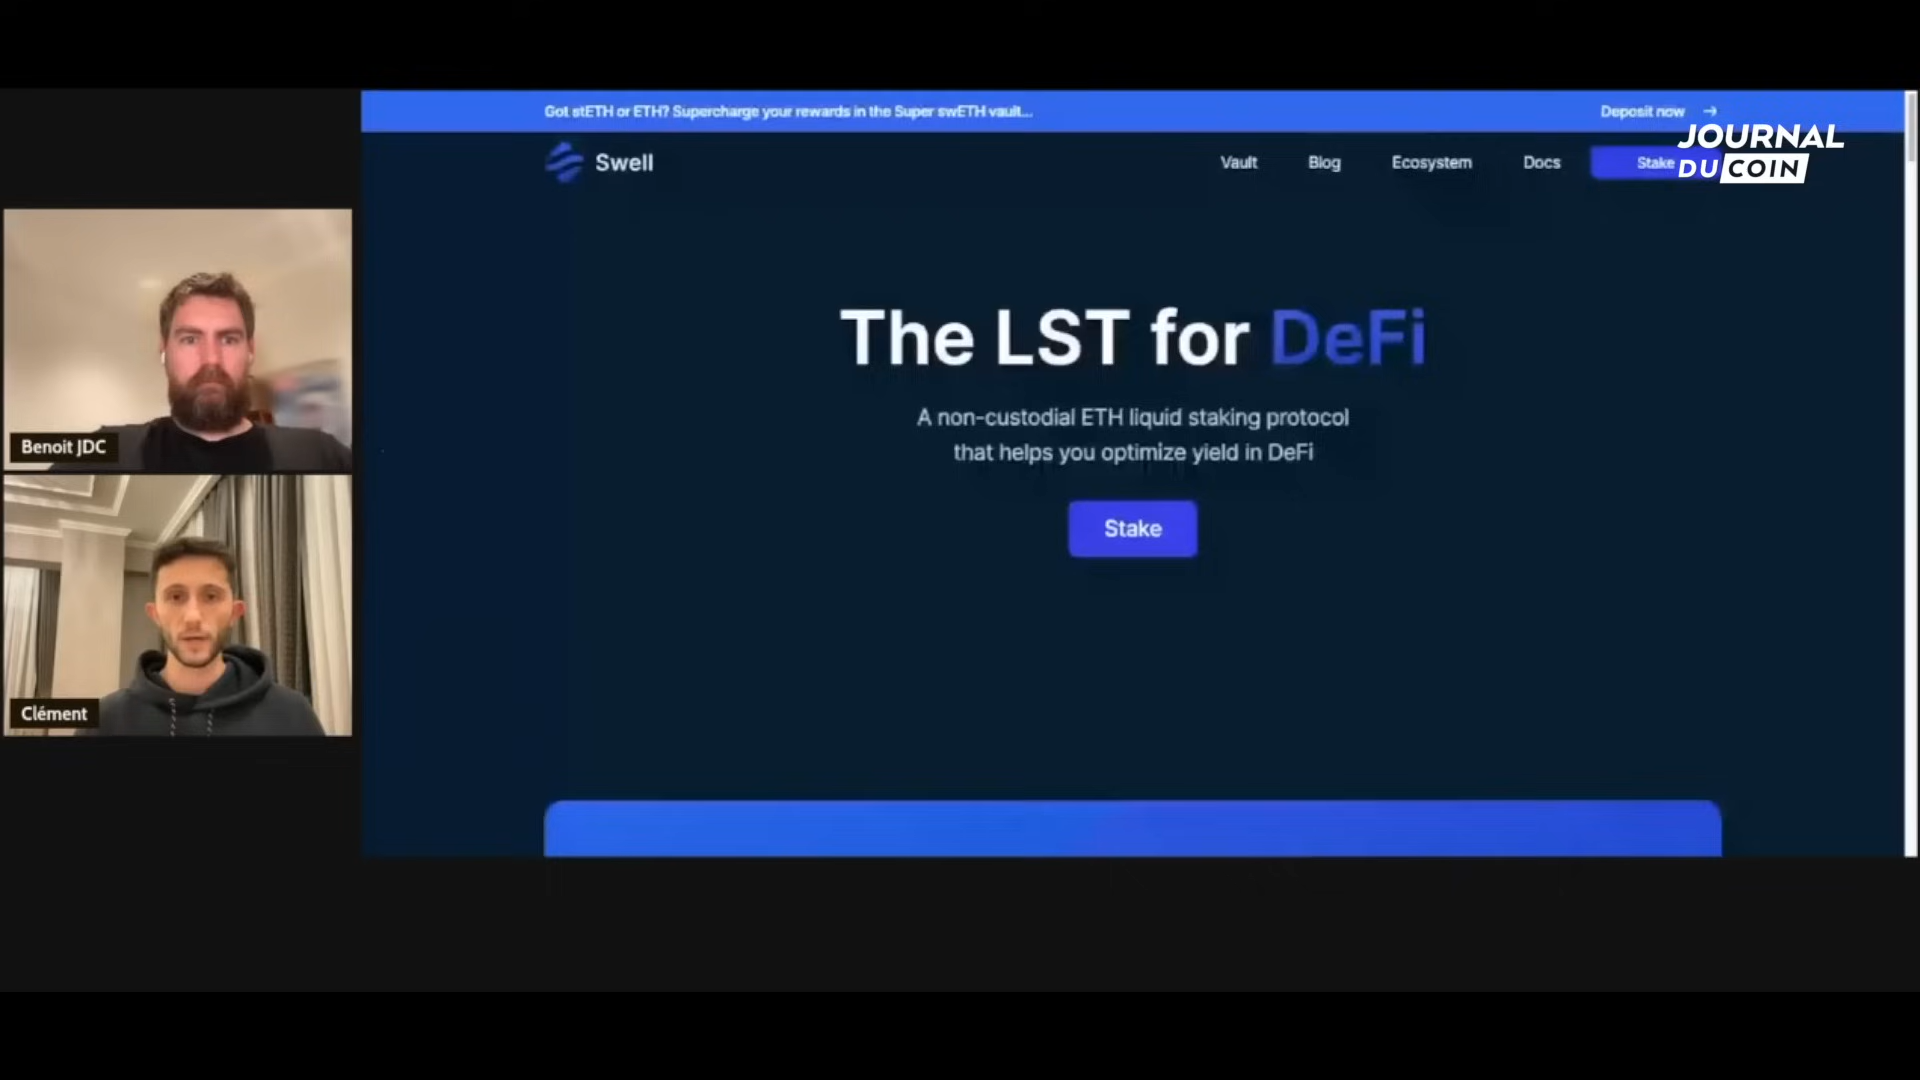 Got stETH or ETH? Supercharge your rewards in the Super swETH vault...
Deposit now →
JOURNAL
DU COIN
Swell
Vault
Blog
Ecosystem
Docs
Stake
The LST for DeFi
A non-custodial ETH liquid staking protocol
that helps you optimize yield in DeFi
Stake
Benoit JDC
Clément